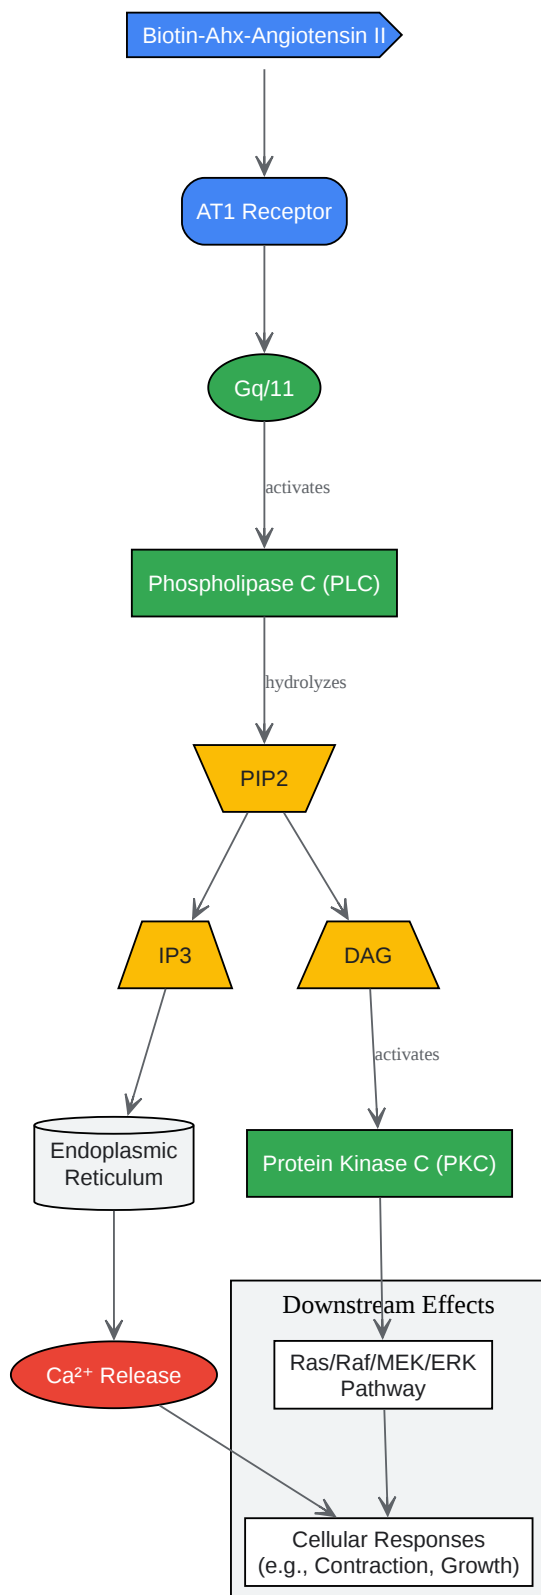 Biotin-Ahx-Angiotensin II
AT1 Receptor
Gq/11
activates
Phospholipase C (PLC)
hydrolyzes
PIP2
IP3
DAG
activates
Endoplasmic
Reticulum
Protein Kinase C (PKC)
Downstream Effects
Ras/Raf/MEK/ERK
Pathway
Ca²⁺ Release
Cellular Responses
(e.g., Contraction, Growth)